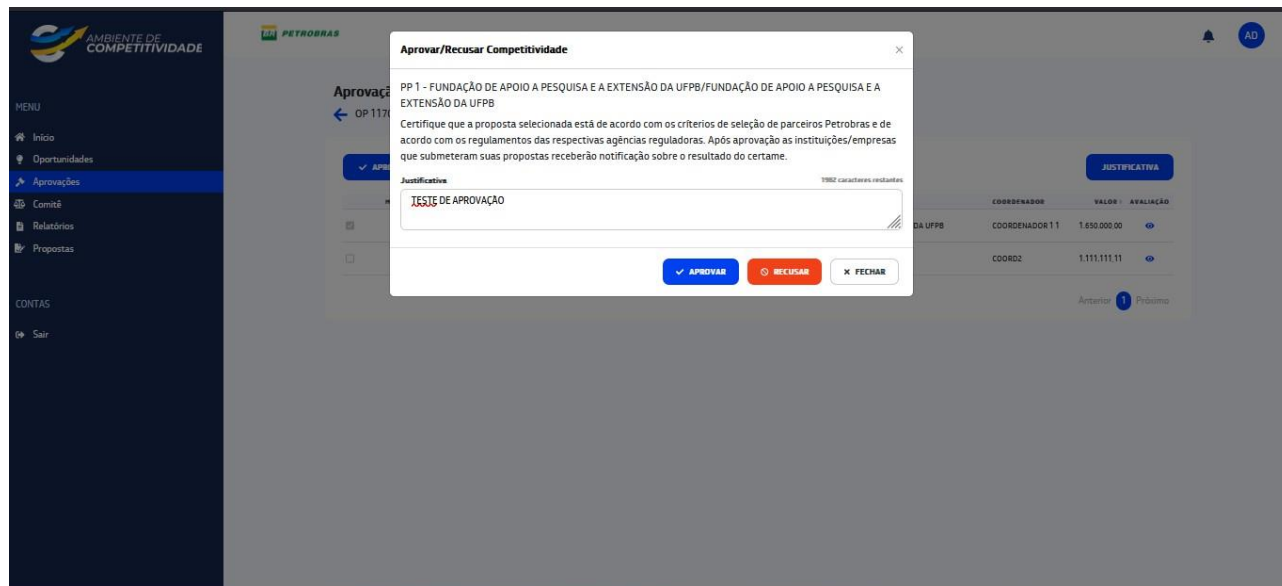 AMBIENTE DE
COMPETITIVIDADE
PETROBRAS
AD
MENU
Início
Oportunidades
Aprovações
Comitê
Relatórios
Propostas
CONTAS
Sair
OP 1170
JUSTIFICATIVA
COORDENADOR VALOR AVALIAÇÃO
DA UFPB COORDENADOR 1 1 1.650.000,00
COORD2 1.111.111,11
Anterior 1 Próximo
Aprovar/Recusar Competitividade
PP 1 - FUNDAÇÃO DE APOIO A PESQUISA E A EXTENSÃO DA UFPB/FUNDAÇÃO DE APOIO A PESQUISA E A
EXTENSÃO DA UFPB
Certifique que a proposta selecionada está de acordo com os critérios de seleção de parceiros Petrobras e de
acordo com os regulamentos das respectivas agências reguladoras. Após aprovação as instituições/empresas
que submeteram suas propostas receberão notificação sobre o resultado do certame.
Justificativa 1982 caracteres restantes
TESTE DE APROVAÇÃO
APROVAR RECUSAR FECHAR